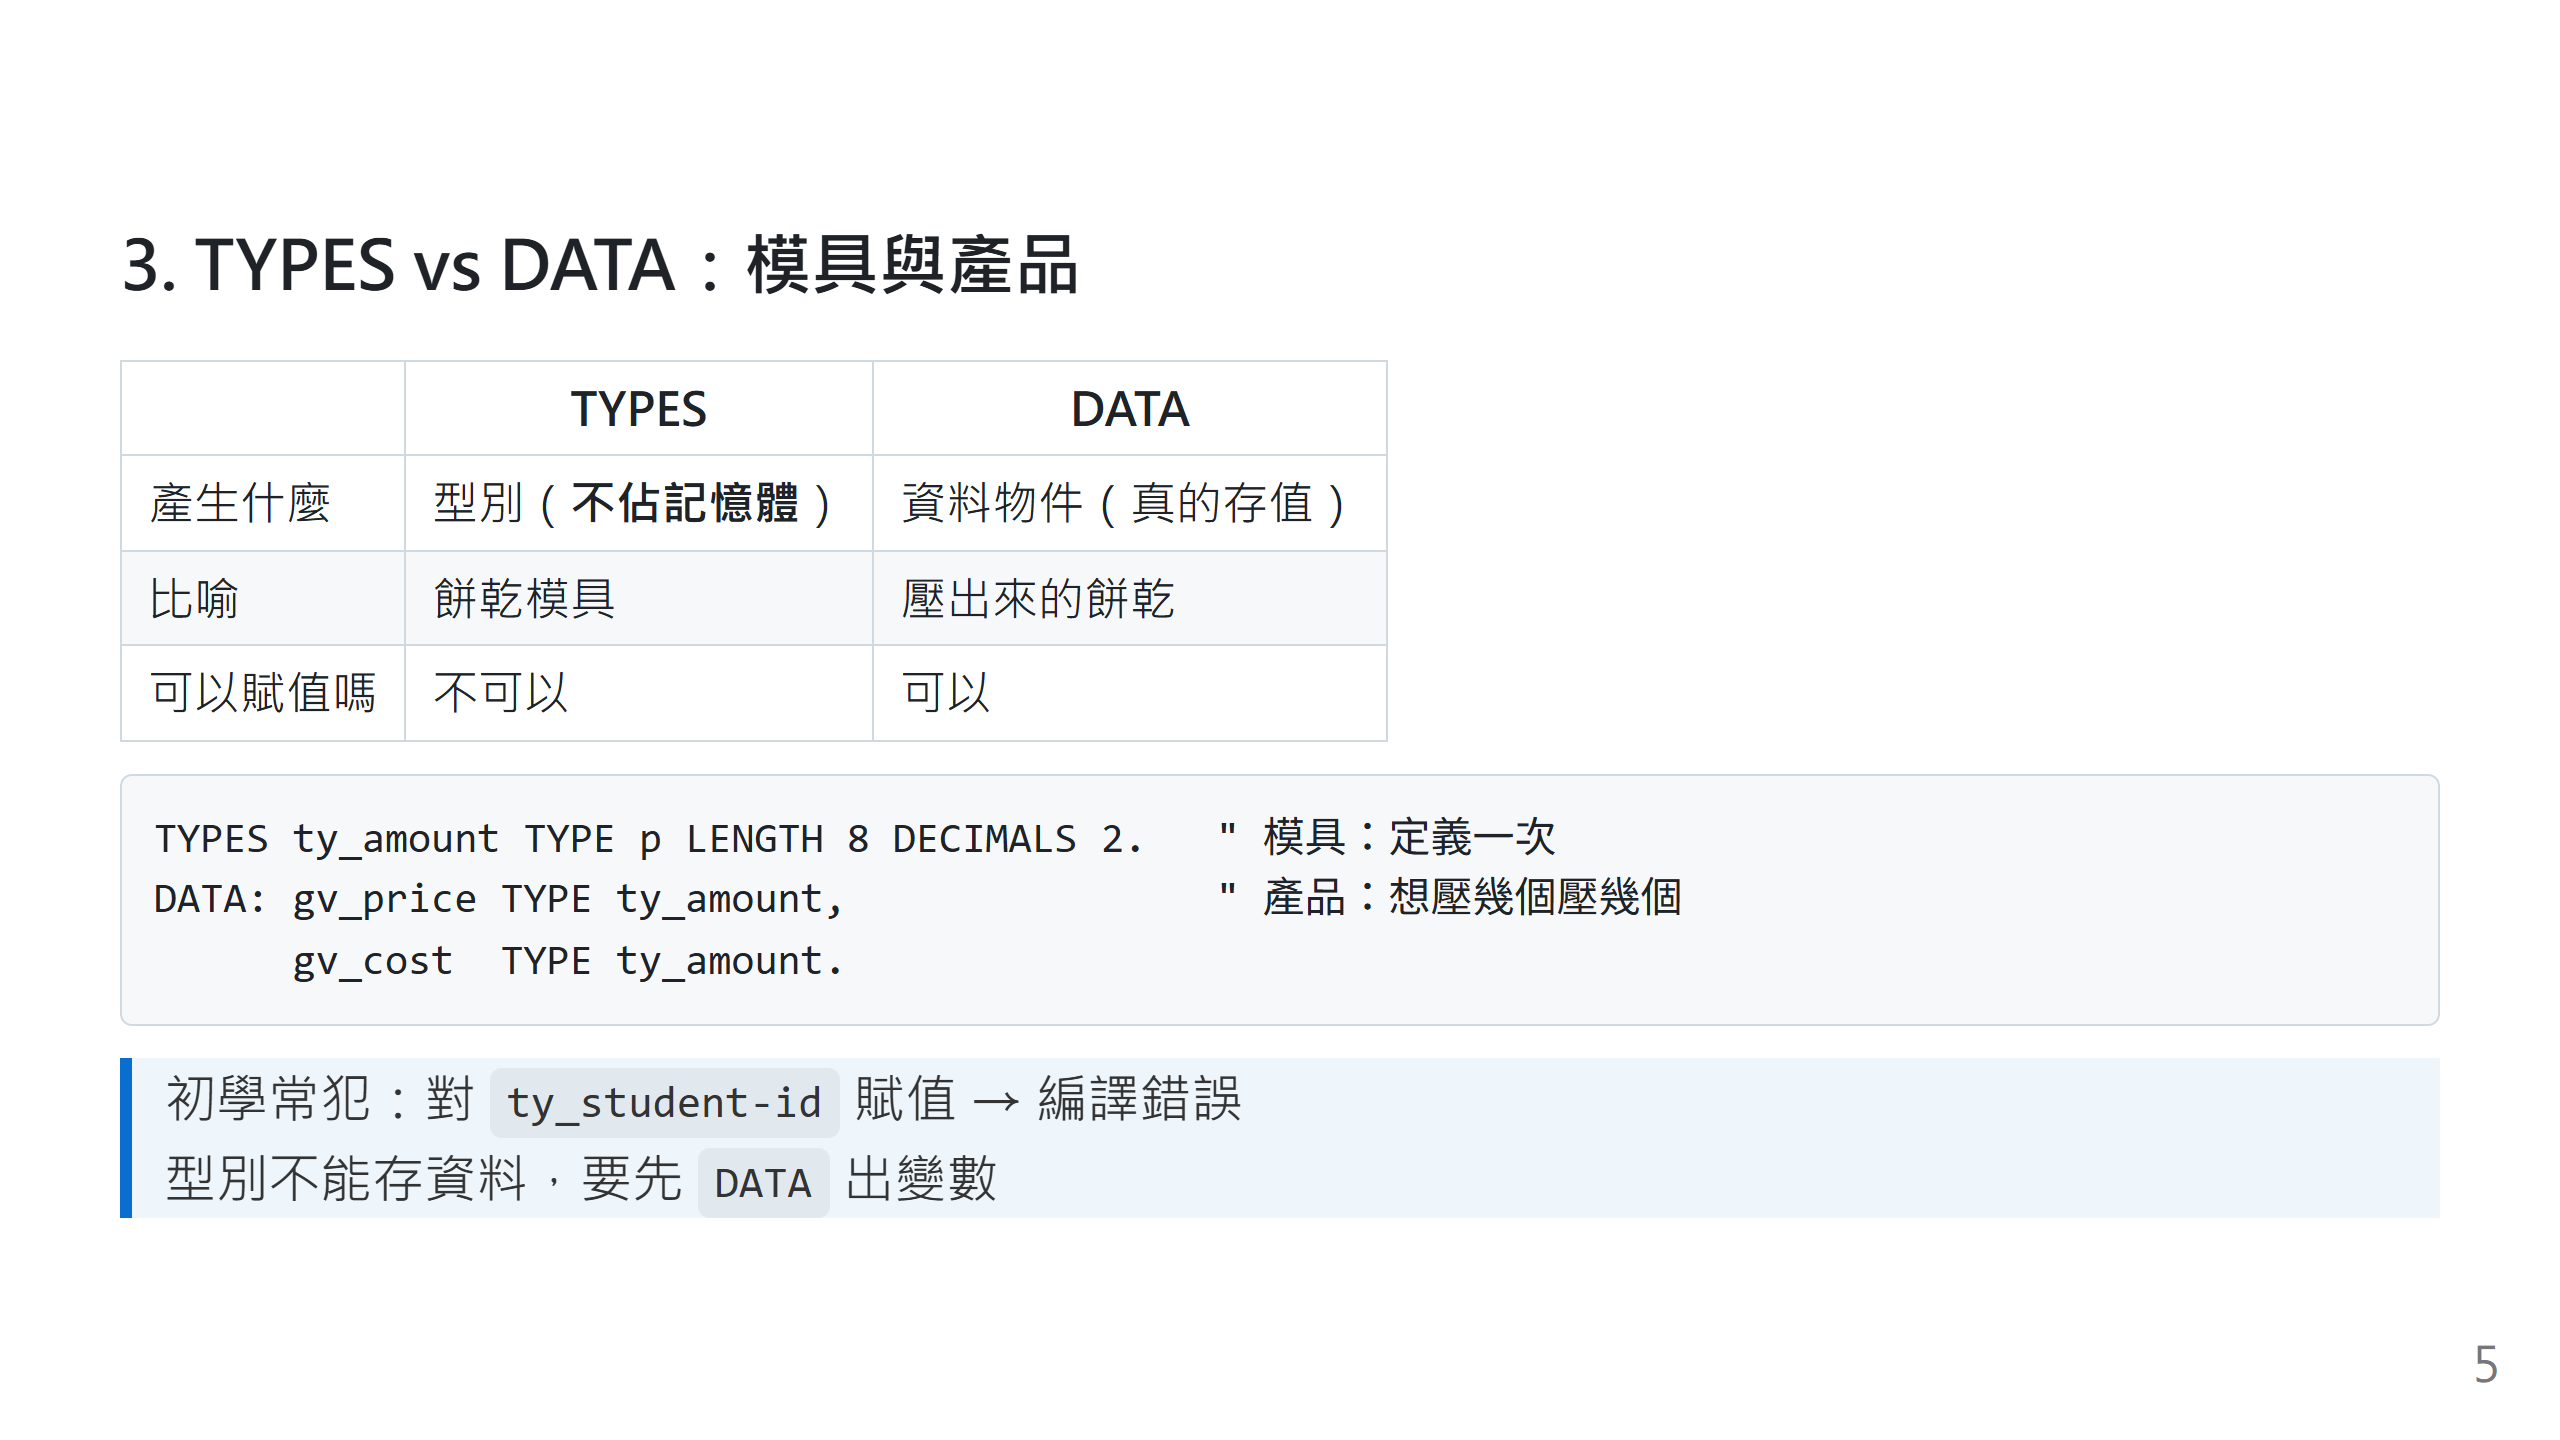 3. TYPES vs DATA：模具與產品
TYPES DATA
產生什麼 型別（不佔記憶體） 資料物件（真的存值）
比喻 餅乾模具 壓出來的餅乾
可以賦值嗎 不可以 可以
TYPES ty_amount TYPE p LENGTH 8 DECIMALS 2.   " 模具：定義一次
DATA: gv_price TYPE ty_amount,                " 產品：想壓幾個壓幾個
      gv_cost  TYPE ty_amount.
初學常犯：對 ty_student-id 賦值 → 編譯錯誤
型別不能存資料，要先 DATA 出變數
5